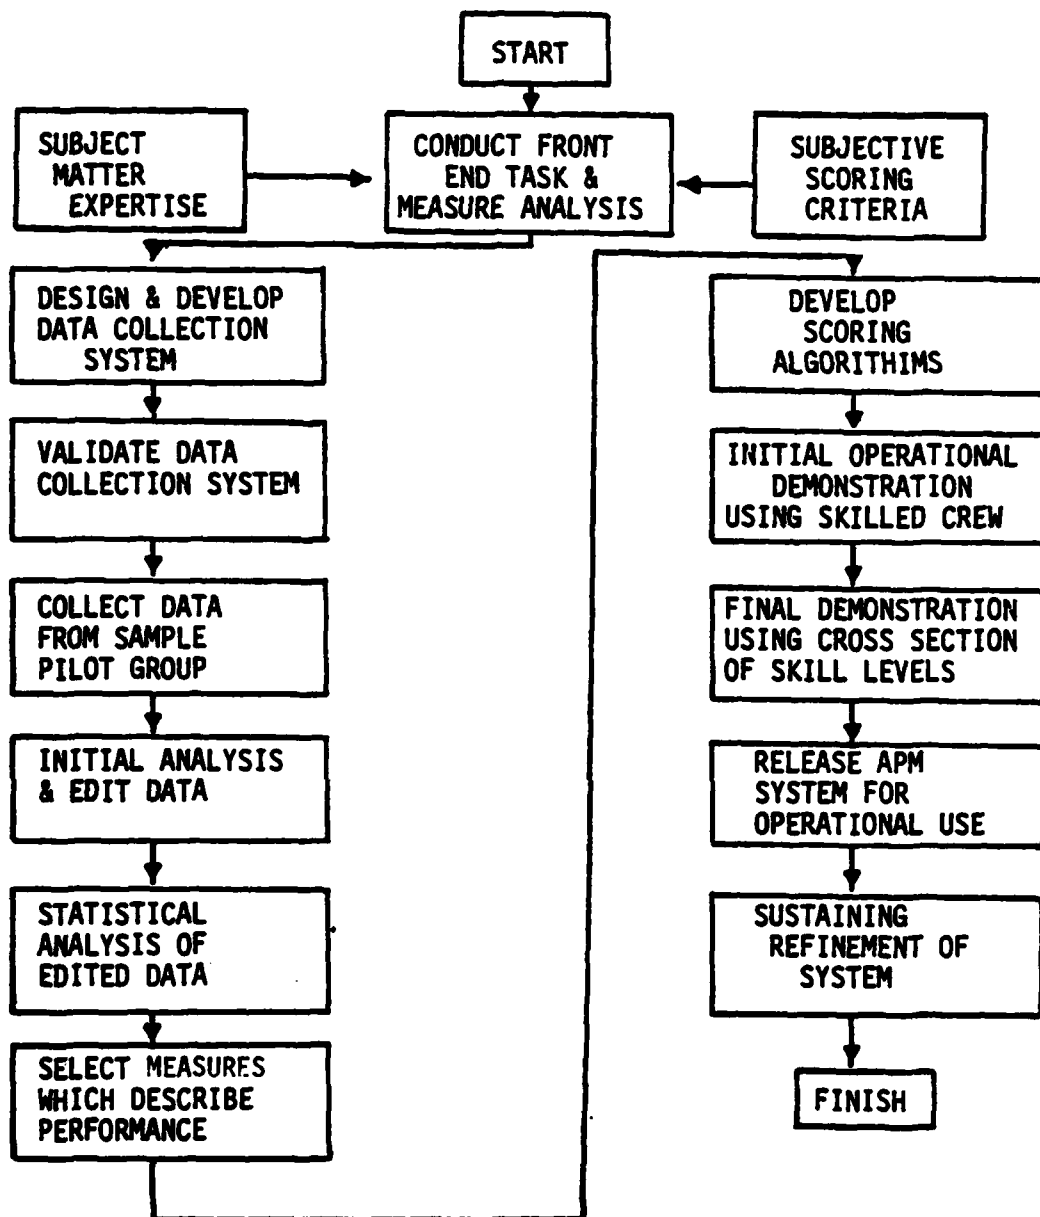 START
SUBJECT
MATTER
EXPERTISE
CONDUCT FRONT
END TASK &
MEASURE ANALYSIS
SUBJECTIVE
SCORING
CRITERIA
DESIGN & DEVELOP
DATA COLLECTION
SYSTEM
VALIDATE DATA
COLLECTION SYSTEM
COLLECT DATA
FROM SAMPLE
PILOT GROUP
INITIAL ANALYSIS
& EDIT DATA
STATISTICAL
ANALYSIS OF
EDITED DATA
SELECT MEASURES
WHICH DESCRIBE
PERFORMANCE
DEVELOP
SCORING
ALGORITHIMS
INITIAL OPERATIONAL
DEMONSTRATION
USING SKILLED CREW
FINAL DEMONSTRATION
USING CROSS SECTION
OF SKILL LEVELS
RELEASE APM
SYSTEM FOR
OPERATIONAL USE
SUSTAINING
REFINEMENT OF
SYSTEM
FINISH